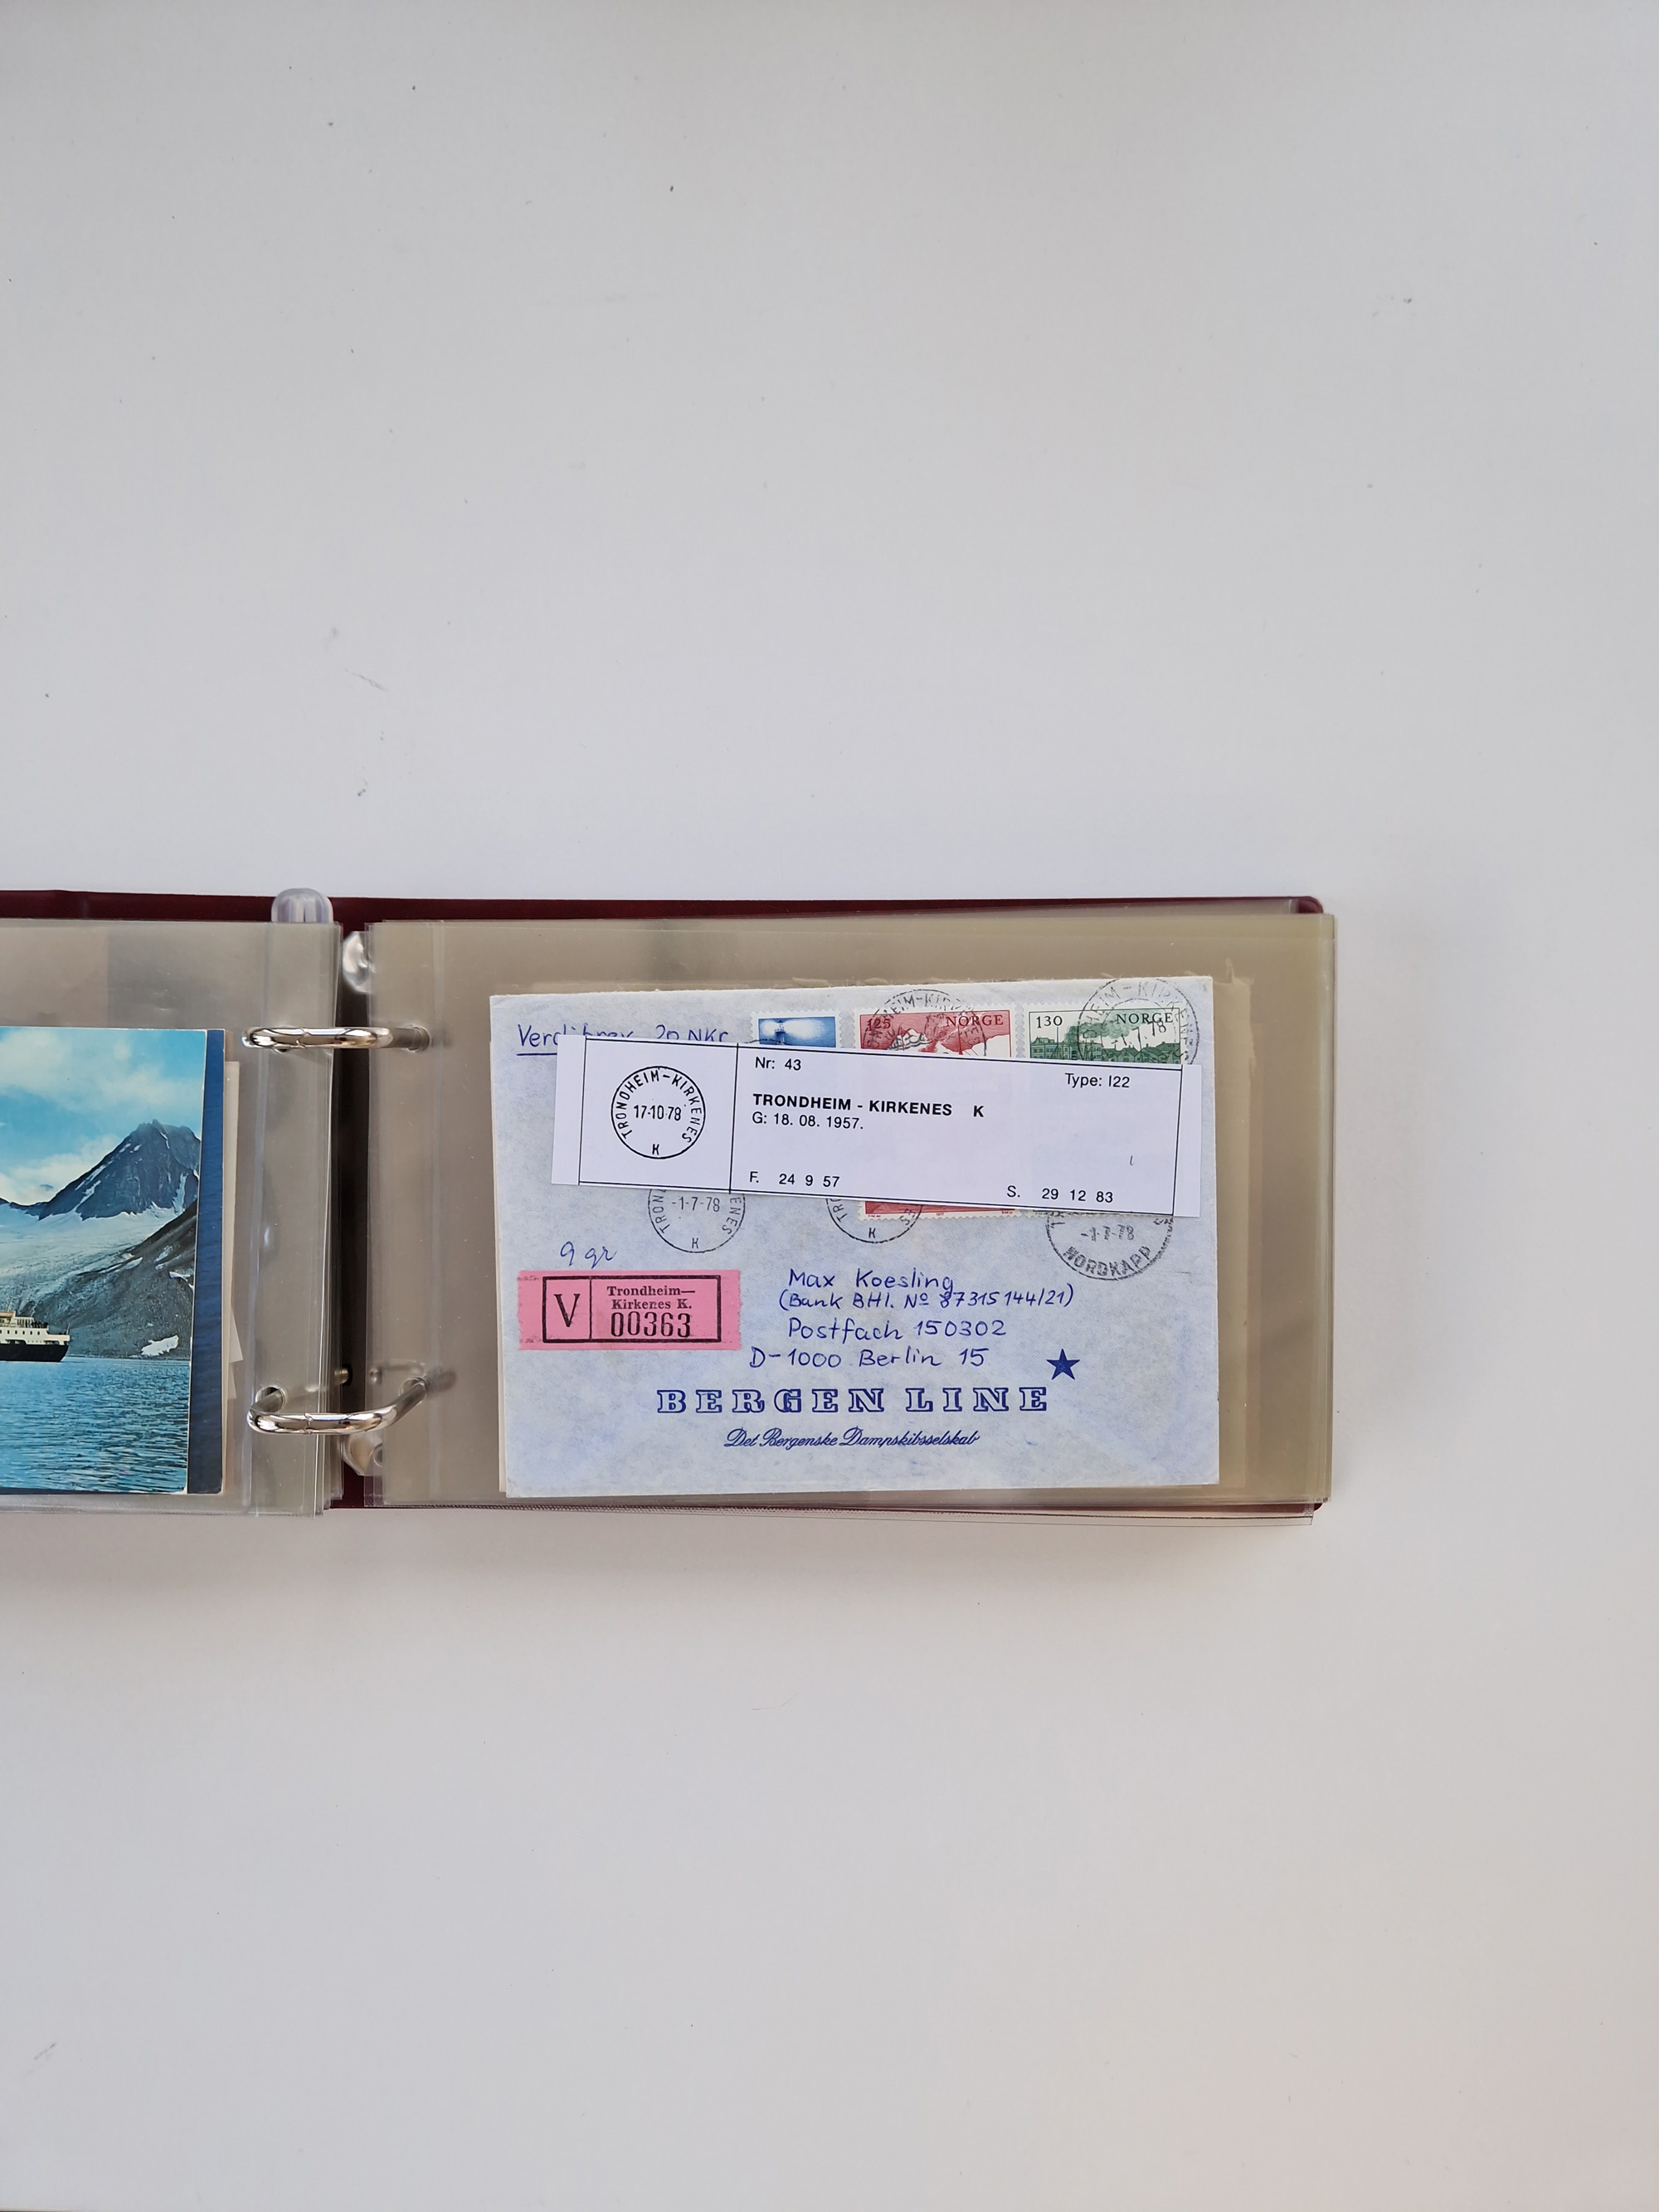 20 NKr
125 NORGE
130 NORGE
TRONDHEIM-KIRKENES
17-10-78
K
Nr: 43
Type: I22
TRONDHEIM - KIRKENES K
G: 18. 08. 1957.
F. 24 9 57
S. 29 12 83
-1-7-78
K
K
-1-7-78
NORDKAPP
9 gr
V
Trondheim—
Kirkenes K.
00363
Max Koesling
(Bank BHI. Nº 87315144/21)
Postfach 150302
D-1000 Berlin 15
BERGEN LINE
Det Bergenske Dampskibsselskab